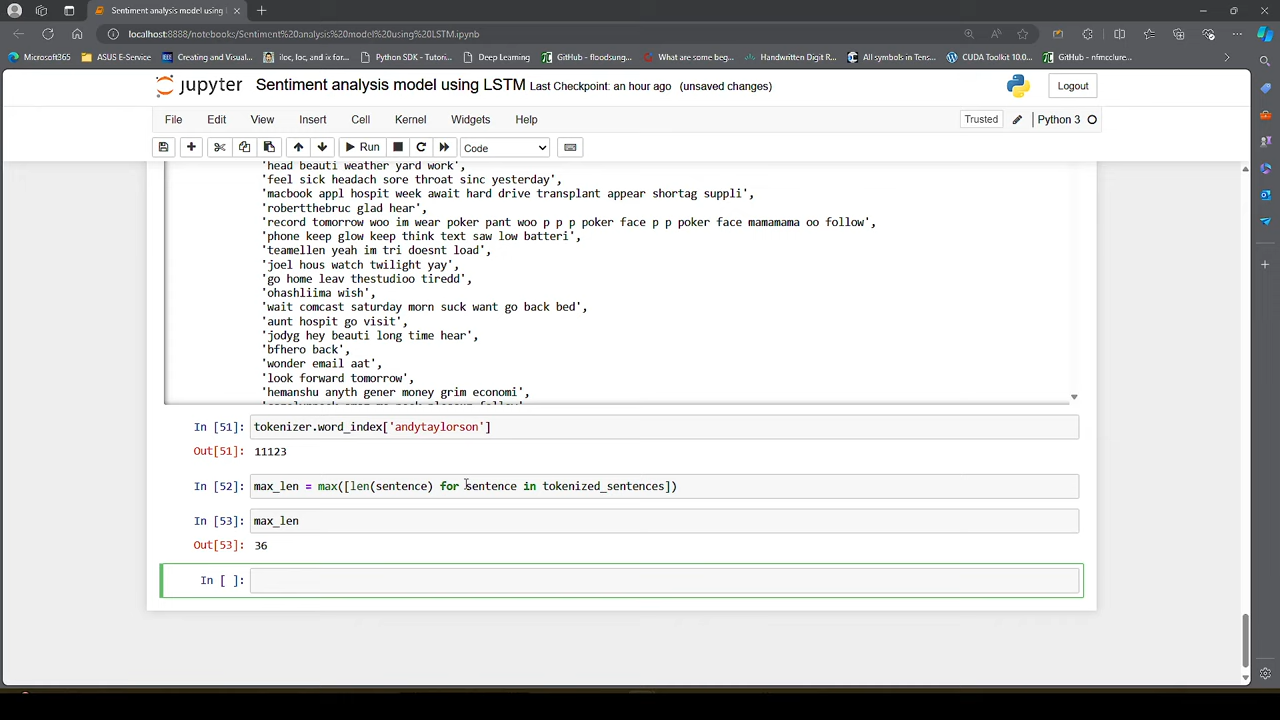 Sentiment analysis model using L
localhost:8888/notebooks/Sentiment%20analysis%20model%20using%20LSTM.ipynb
Microsoft365
ASUS E-Service
Creating and Visual...
iloc, loc, and ix for...
Python SDK - Tutori...
Deep Learning
GitHub - floodsung...
What are some beg...
Handwritten Digit R...
All symbols in Tens...
CUDA Toolkit 10.0...
GitHub - nfmcclure...
jupyter Sentiment analysis model using LSTM Last Checkpoint: an hour ago (unsaved changes)
Logout
File Edit View Insert Cell Kernel Widgets Help
Trusted Python 3
Run Code
'head beauti weather yard work',
'feel sick headach sore throat sinc yesterday',
'macbook appl hospit week await hard drive transplant appear shortag suppli',
'robertthebruc glad hear',
'record tomorrow woo im wear poker pant woo p p p poker face p p poker face mamamama oo follow',
'phone keep glow keep think text saw low batteri',
'teamellen yeah im tri doesnt load',
'joel hous watch twilight yay',
'go home leav thestudioo tiredd',
'ohashliima wish',
'wait comcast saturday morn suck want go back bed',
'aunt hospit go visit',
'jodyg hey beauti long time hear',
'bfhero back',
'wonder email aat',
'look forward tomorrow',
'hemanshu anyth gener money grim economi',
In [51]: tokenizer.word_index['andytaylorson']
Out[51]: 11123
In [52]: max_len = max([len(sentence) for sentence in tokenized_sentences])
In [53]: max_len
Out[53]: 36
In [ ]: